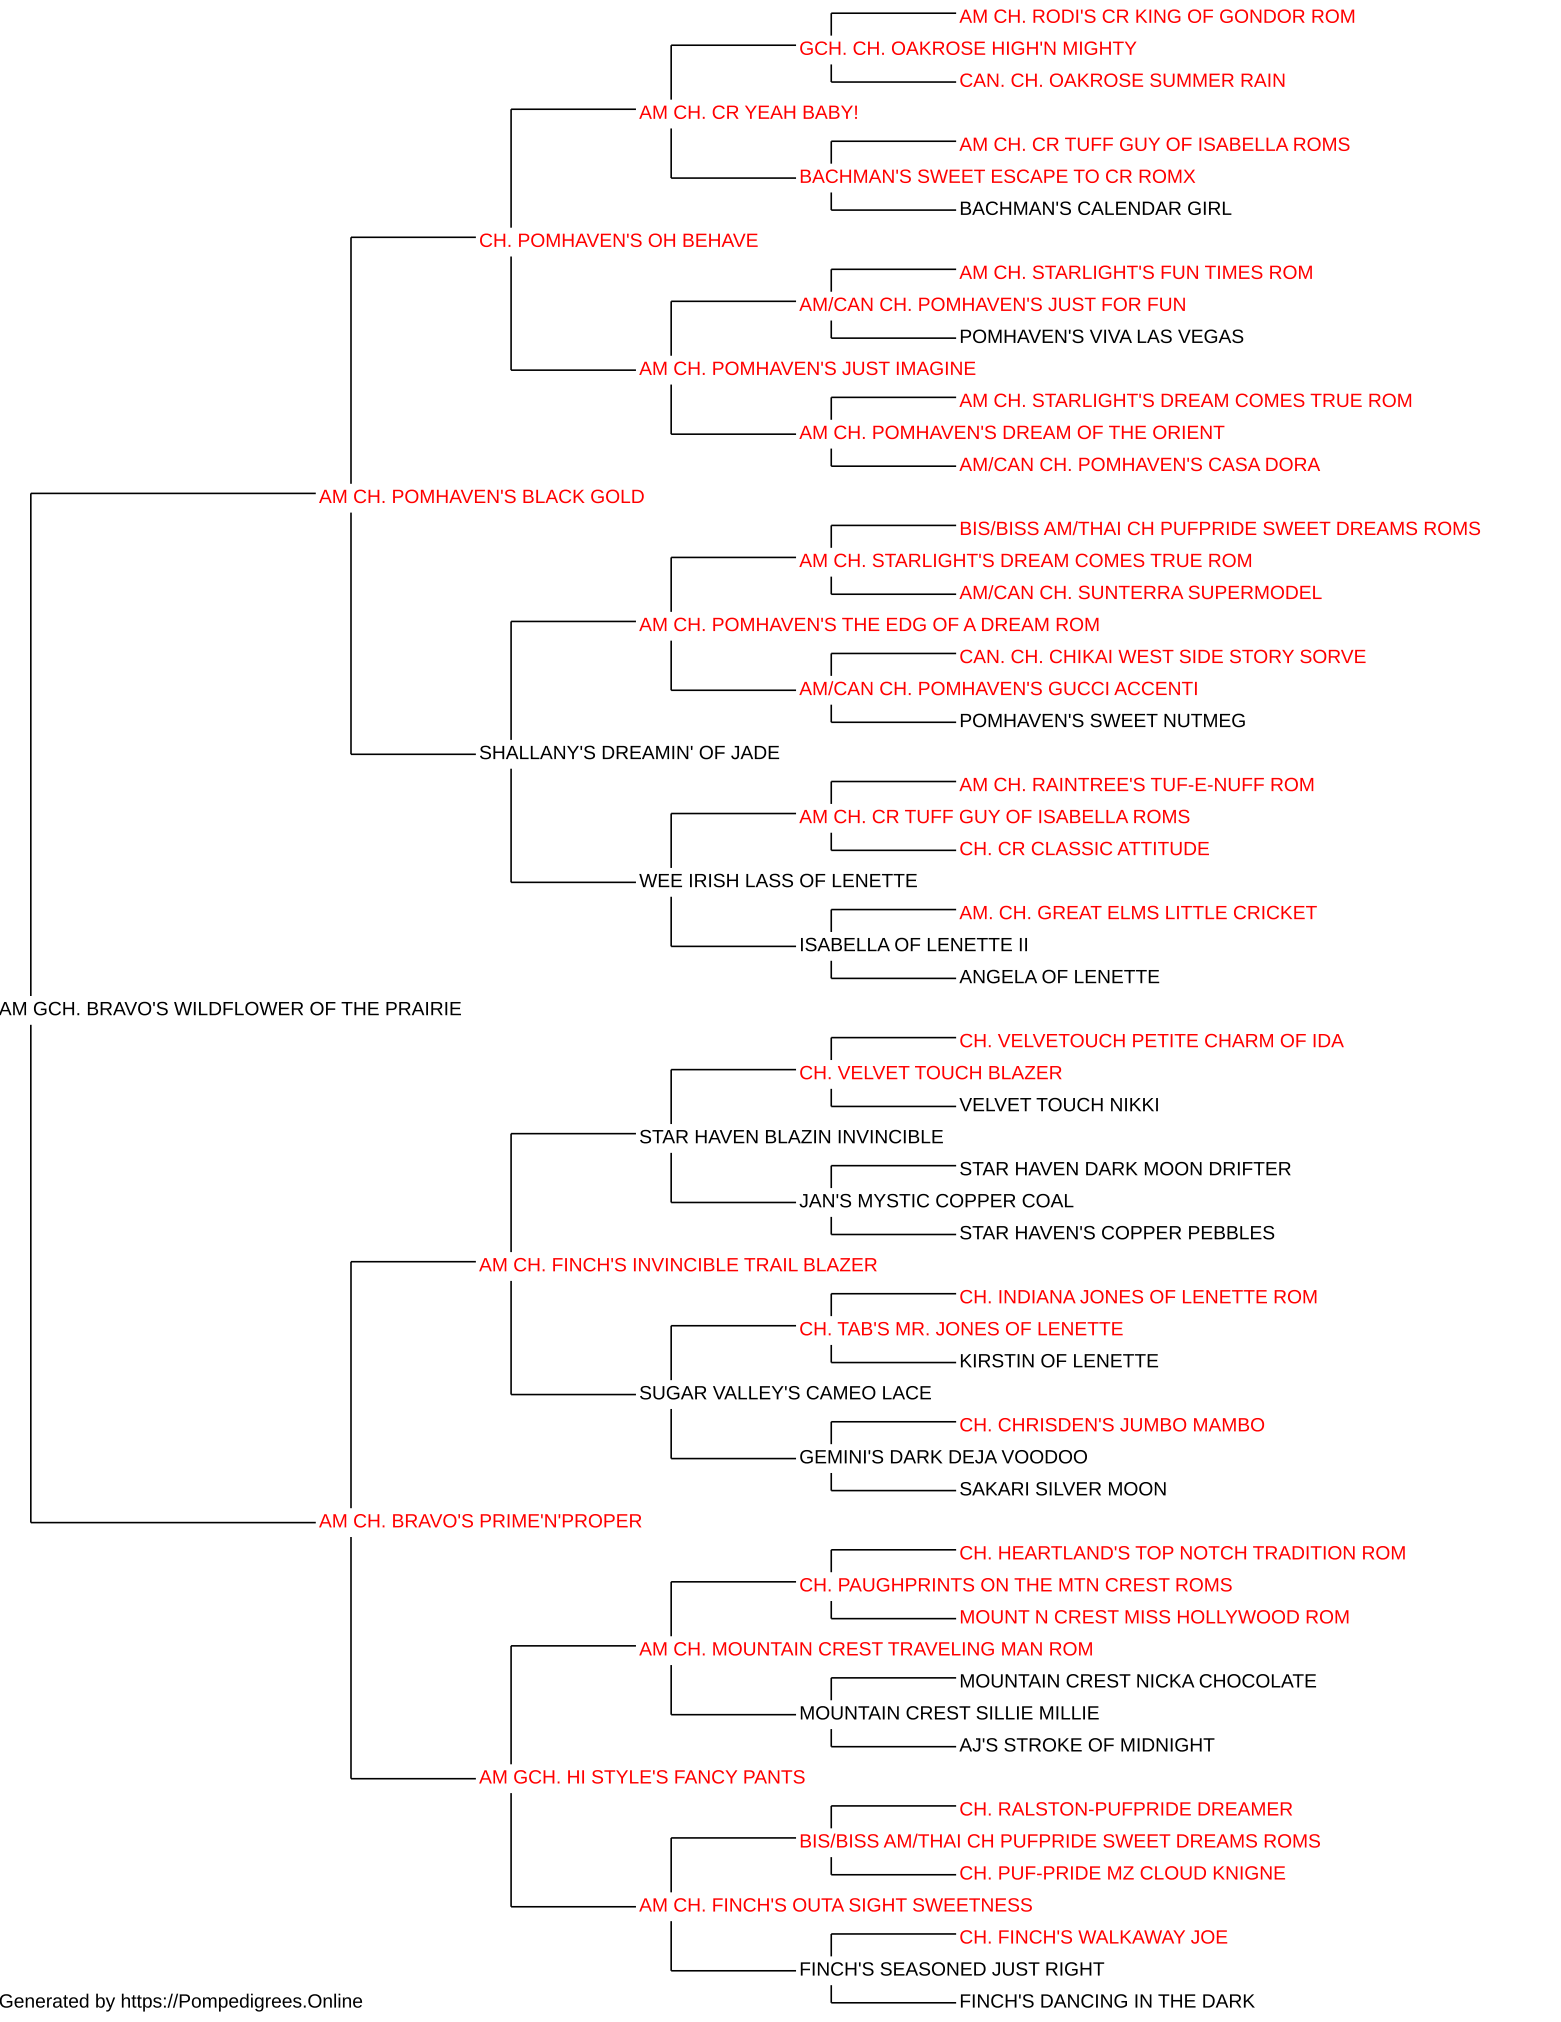 AM CH. RODI'S CR KING OF GONDOR ROM
GCH. CH. OAKROSE HIGH'N MIGHTY
CAN. CH. OAKROSE SUMMER RAIN
AM CH. CR YEAH BABY!
AM CH. CR TUFF GUY OF ISABELLA ROMS
BACHMAN'S SWEET ESCAPE TO CR ROMX
BACHMAN'S CALENDAR GIRL
CH. POMHAVEN'S OH BEHAVE
AM CH. STARLIGHT'S FUN TIMES ROM
AM/CAN CH. POMHAVEN'S JUST FOR FUN
POMHAVEN'S VIVA LAS VEGAS
AM CH. POMHAVEN'S JUST IMAGINE
AM CH. STARLIGHT'S DREAM COMES TRUE ROM
AM CH. POMHAVEN'S DREAM OF THE ORIENT
AM/CAN CH. POMHAVEN'S CASA DORA
AM CH. POMHAVEN'S BLACK GOLD
BIS/BISS AM/THAI CH PUFPRIDE SWEET DREAMS ROMS
AM CH. STARLIGHT'S DREAM COMES TRUE ROM
AM/CAN CH. SUNTERRA SUPERMODEL
AM CH. POMHAVEN'S THE EDG OF A DREAM ROM
CAN. CH. CHIKAI WEST SIDE STORY SORVE
AM/CAN CH. POMHAVEN'S GUCCI ACCENTI
POMHAVEN'S SWEET NUTMEG
SHALLANY'S DREAMIN' OF JADE
AM CH. RAINTREE'S TUF-E-NUFF ROM
AM CH. CR TUFF GUY OF ISABELLA ROMS
CH. CR CLASSIC ATTITUDE
WEE IRISH LASS OF LENETTE
AM. CH. GREAT ELMS LITTLE CRICKET
ISABELLA OF LENETTE II
ANGELA OF LENETTE
AM GCH. BRAVO'S WILDFLOWER OF THE PRAIRIE
CH. VELVETOUCH PETITE CHARM OF IDA
CH. VELVET TOUCH BLAZER
VELVET TOUCH NIKKI
STAR HAVEN BLAZIN INVINCIBLE
STAR HAVEN DARK MOON DRIFTER
JAN'S MYSTIC COPPER COAL
STAR HAVEN'S COPPER PEBBLES
AM CH. FINCH'S INVINCIBLE TRAIL BLAZER
CH. INDIANA JONES OF LENETTE ROM
CH. TAB'S MR. JONES OF LENETTE
KIRSTIN OF LENETTE
SUGAR VALLEY'S CAMEO LACE
CH. CHRISDEN'S JUMBO MAMBO
GEMINI'S DARK DEJA VOODOO
SAKARI SILVER MOON
AM CH. BRAVO'S PRIME'N'PROPER
CH. HEARTLAND'S TOP NOTCH TRADITION ROM
CH. PAUGHPRINTS ON THE MTN CREST ROMS
MOUNT N CREST MISS HOLLYWOOD ROM
AM CH. MOUNTAIN CREST TRAVELING MAN ROM
MOUNTAIN CREST NICKA CHOCOLATE
MOUNTAIN CREST SILLIE MILLIE
AJ'S STROKE OF MIDNIGHT
AM GCH. HI STYLE'S FANCY PANTS
CH. RALSTON-PUFPRIDE DREAMER
BIS/BISS AM/THAI CH PUFPRIDE SWEET DREAMS ROMS
CH. PUF-PRIDE MZ CLOUD KNIGNE
AM CH. FINCH'S OUTA SIGHT SWEETNESS
CH. FINCH'S WALKAWAY JOE
FINCH'S SEASONED JUST RIGHT
FINCH'S DANCING IN THE DARK
Generated by https://Pompedigrees.Online